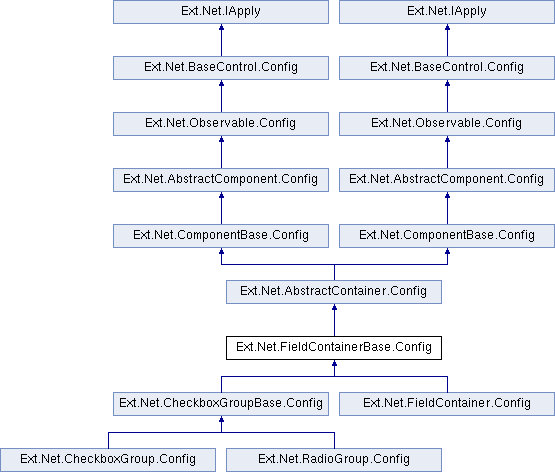 Ext.Net.IApply
Ext.Net.IApply
Ext.Net.BaseControl.Config
Ext.Net.BaseControl.Config
Ext.Net.Observable.Config
Ext.Net.Observable.Config
Ext.Net.AbstractComponent.Config
Ext.Net.AbstractComponent.Config
Ext.Net.ComponentBase.Config
Ext.Net.ComponentBase.Config
Ext.Net.AbstractContainer.Config
Ext.Net.FieldContainerBase.Config
Ext.Net.CheckboxGroupBase.Config
Ext.Net.FieldContainer.Config
Ext.Net.CheckboxGroup.Config
Ext.Net.RadioGroup.Config